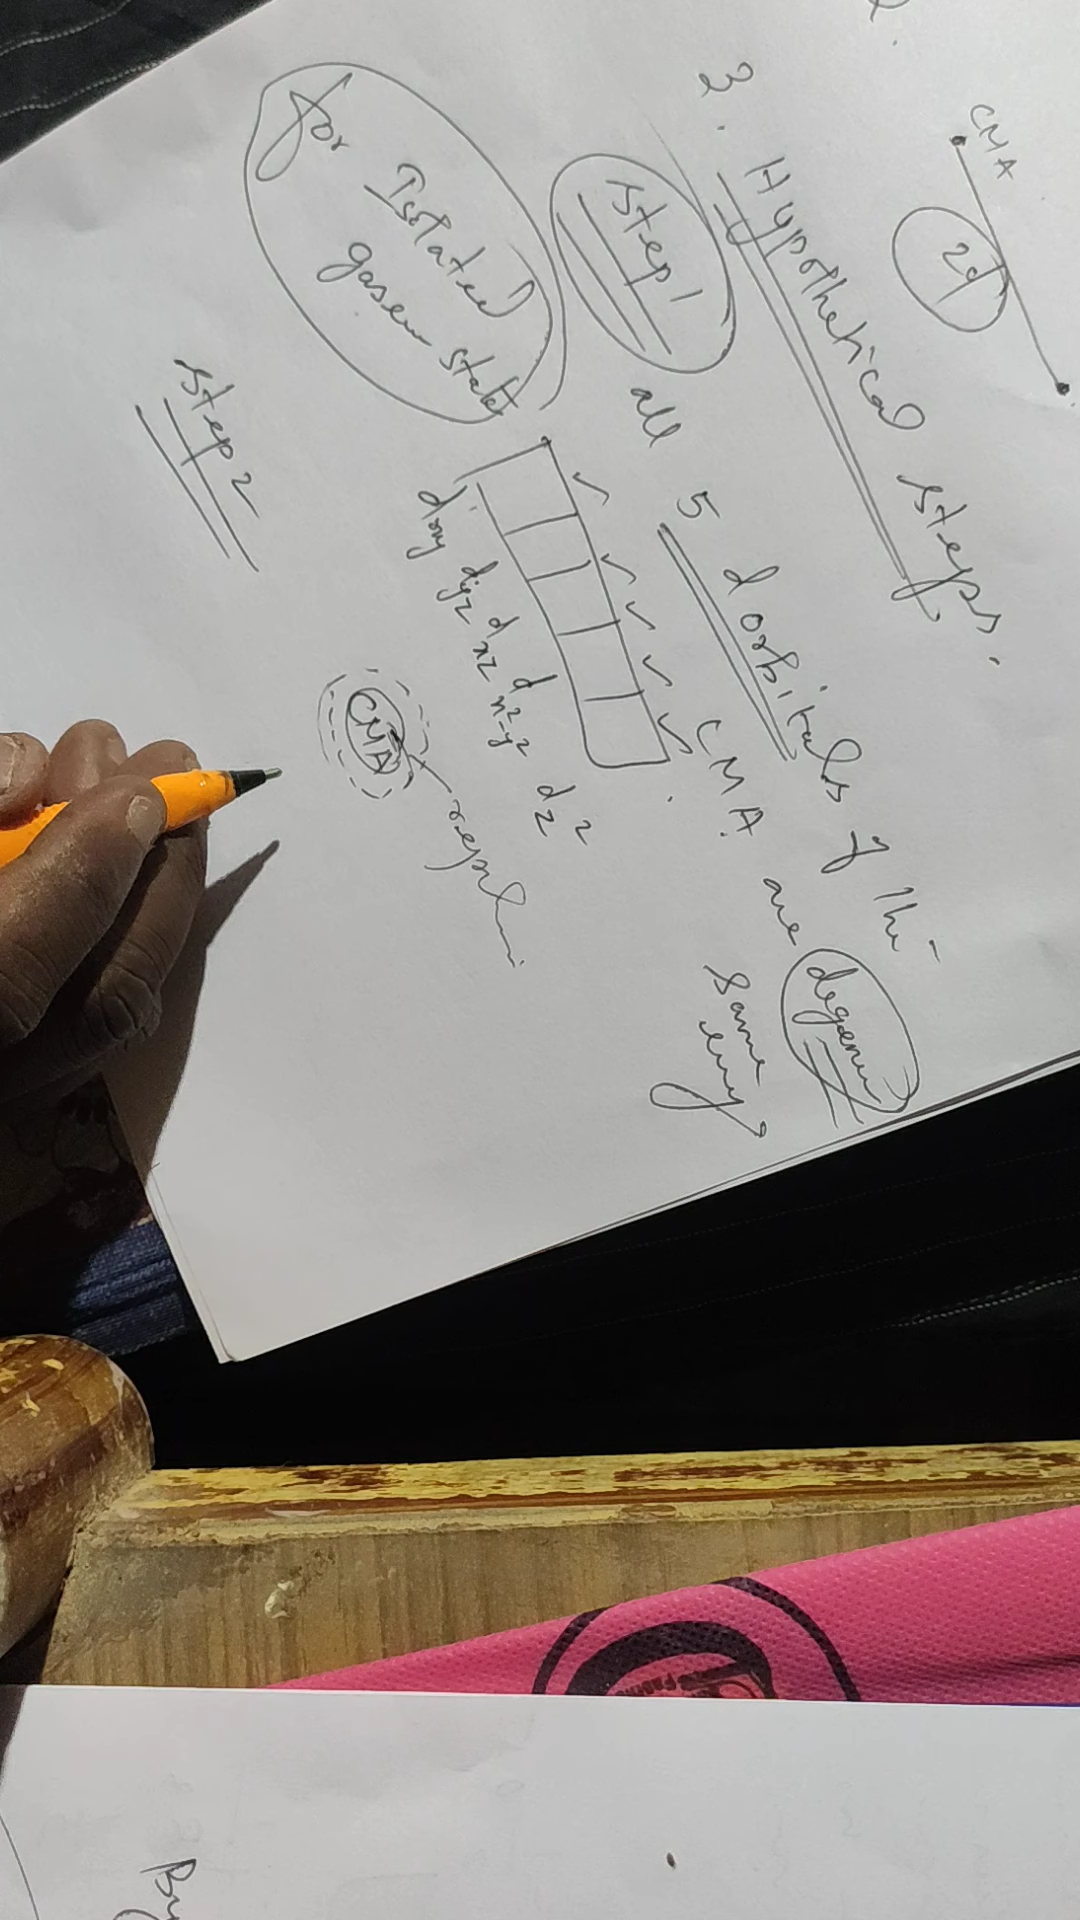 CMA
2d
3. Hypothetical steps.
Step 1 all 5 d orbitals of the
CMA are degenerate
same energy
for Isolated
gaseous state
dxy dyz dxz dx²-y² dz²
CMA
Step 2